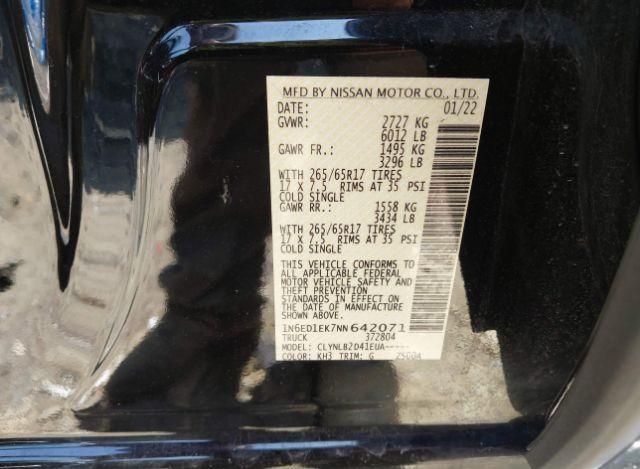 MFD BY NISSAN MOTOR CO., LTD.
DATE: 01/22
GVWR: 2727 KG
6012 LB
GAWR FR.: 1495 KG
3296 LB
WITH 265/65R17 TIRES
17 X 7.5 RIMS AT 35 PSI
COLD SINGLE
GAWR RR.: 1558 KG
3434 LB
WITH 265/65R17 TIRES
17 X 7.5 RIMS AT 35 PSI
COLD SINGLE
THIS VEHICLE CONFORMS TO
ALL APPLICABLE FEDERAL
MOTOR VEHICLE SAFETY AND
THEFT PREVENTION
STANDARDS IN EFFECT ON
THE DATE OF MANUFACTURE
SHOWN ABOVE.
1N6ED1EK7NN642071
TRUCK 372804
MODEL: CLYNLB2D41EUA-----
COLOR: KH3 TRIM: G